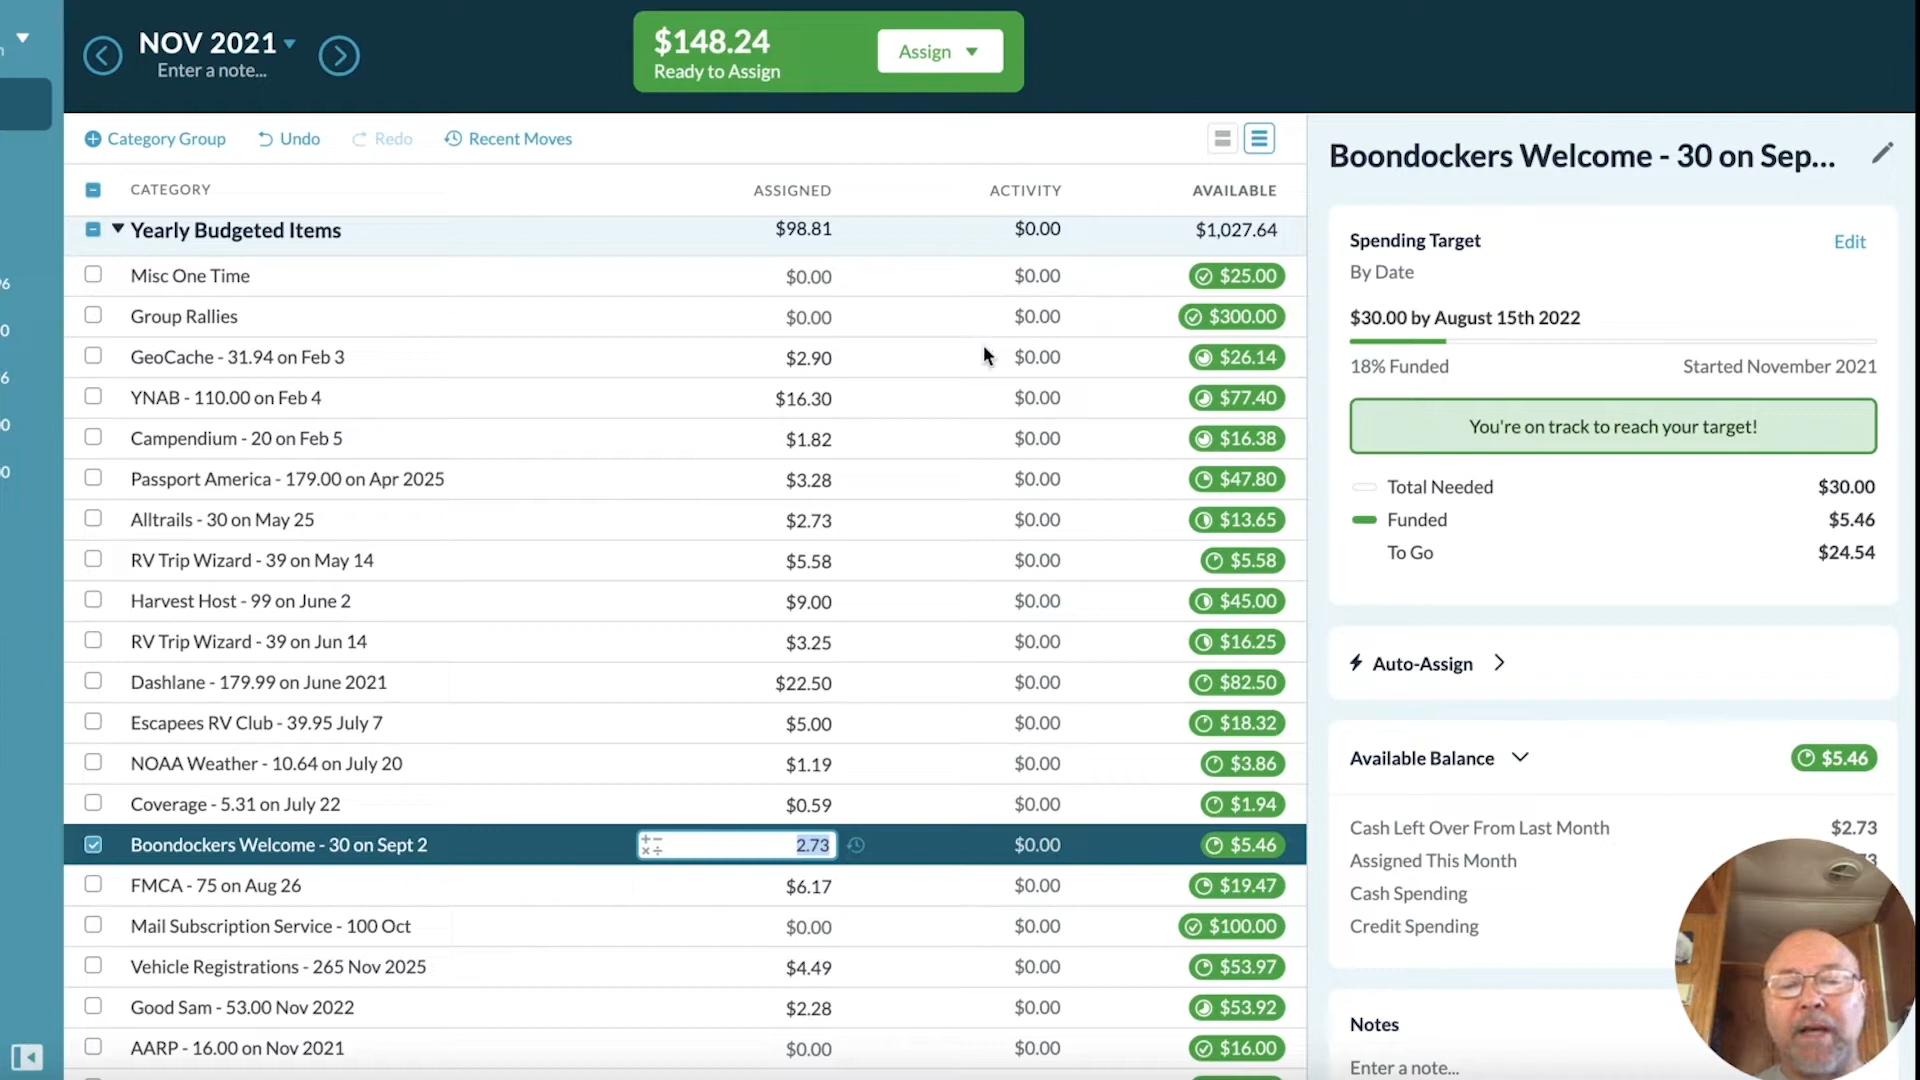 NOV 2021
Enter a note...
$148.24
Ready to Assign
Assign
Category Group Undo Redo Recent Moves
CATEGORY ASSIGNED ACTIVITY AVAILABLE
Yearly Budgeted Items $98.81 $0.00 $1,027.64
Misc One Time $0.00 $0.00 $25.00
Group Rallies $0.00 $0.00 $300.00
GeoCache - 31.94 on Feb 3 $2.90 $0.00 $26.14
YNAB - 110.00 on Feb 4 $16.30 $0.00 $77.40
Campendium - 20 on Feb 5 $1.82 $0.00 $16.38
Passport America - 179.00 on Apr 2025 $3.28 $0.00 $47.80
Alltrails - 30 on May 25 $2.73 $0.00 $13.65
RV Trip Wizard - 39 on May 14 $5.58 $0.00 $5.58
Harvest Host - 99 on June 2 $9.00 $0.00 $45.00
RV Trip Wizard - 39 on Jun 14 $3.25 $0.00 $16.25
Dashlane - 179.99 on June 2021 $22.50 $0.00 $82.50
Escapees RV Club - 39.95 July 7 $5.00 $0.00 $18.32
NOAA Weather - 10.64 on July 20 $1.19 $0.00 $3.86
Coverage - 5.31 on July 22 $0.59 $0.00 $1.94
Boondockers Welcome - 30 on Sept 2 2.73 $0.00 $5.46
FMCA - 75 on Aug 26 $6.17 $0.00 $19.47
Mail Subscription Service - 100 Oct $0.00 $0.00 $100.00
Vehicle Registrations - 265 Nov 2025 $4.49 $0.00 $53.97
Good Sam - 53.00 Nov 2022 $2.28 $0.00 $53.92
AARP - 16.00 on Nov 2021 $0.00 $0.00 $16.00
Boondockers Welcome - 30 on Sep...
Spending Target Edit
By Date
$30.00 by August 15th 2022
18% Funded Started November 2021
You're on track to reach your target!
Total Needed $30.00
Funded $5.46
To Go $24.54
Auto-Assign
Available Balance $5.46
Cash Left Over From Last Month $2.73
Assigned This Month
Cash Spending
Credit Spending
Notes
Enter a note...